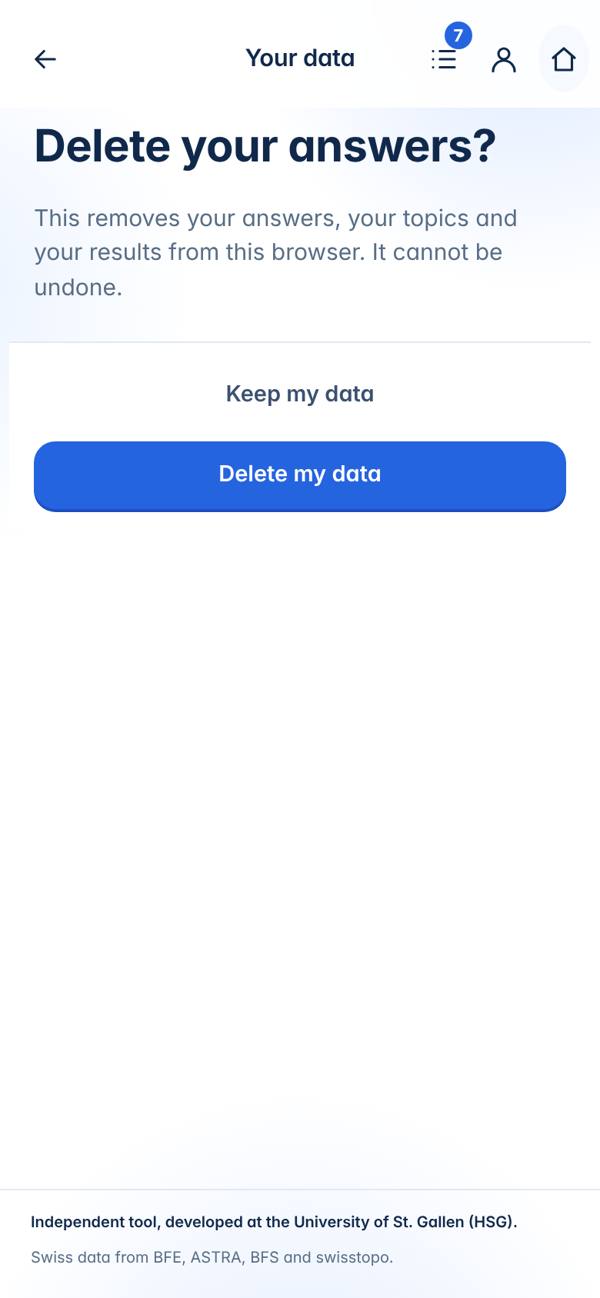 Your data
7
Delete your answers?
This removes your answers, your topics and
your results from this browser. It cannot be
undone.
Keep my data
Delete my data
Independent tool, developed at the University of St. Gallen (HSG).
Swiss data from BFE, ASTRA, BFS and swisstopo.